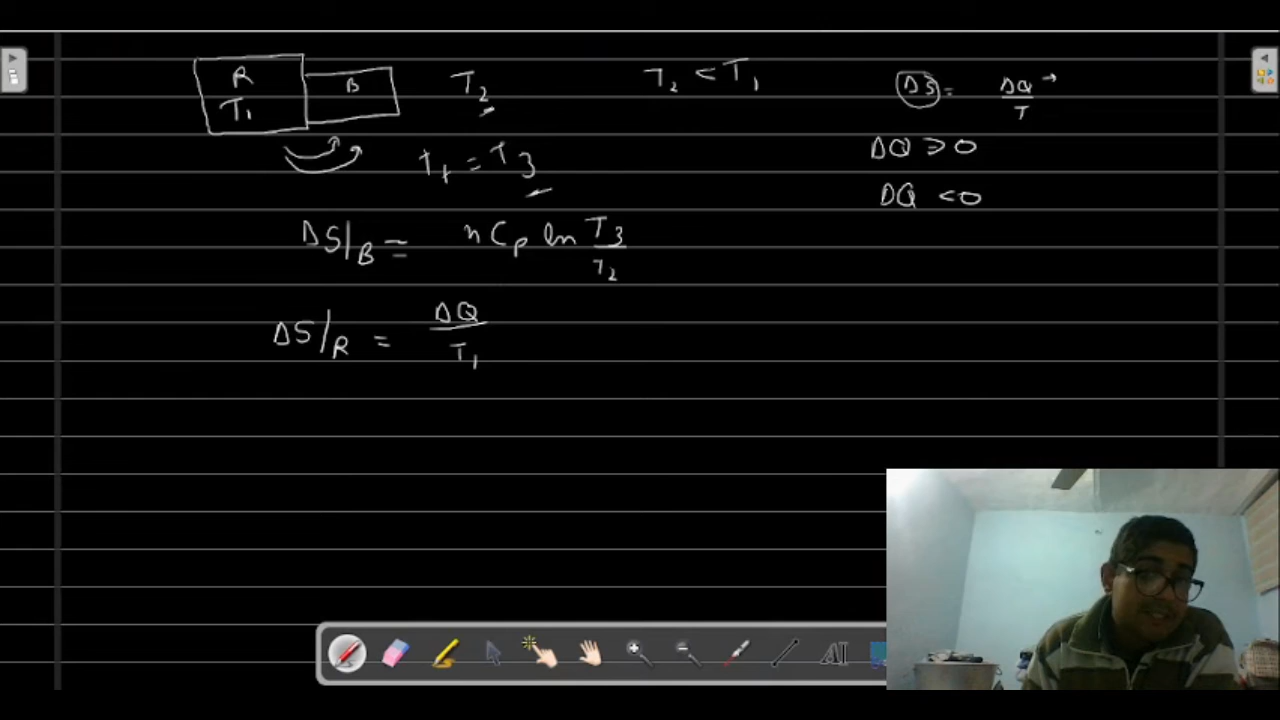 R B T₂ T₂ < T₁ ΔS = ΔQ/T →
T₁
T_f = T₃ ΔQ > 0
ΔQ < 0
ΔS|_B = n C_p ln T₃/T₂
ΔS|_R = ΔQ/T₁
AI